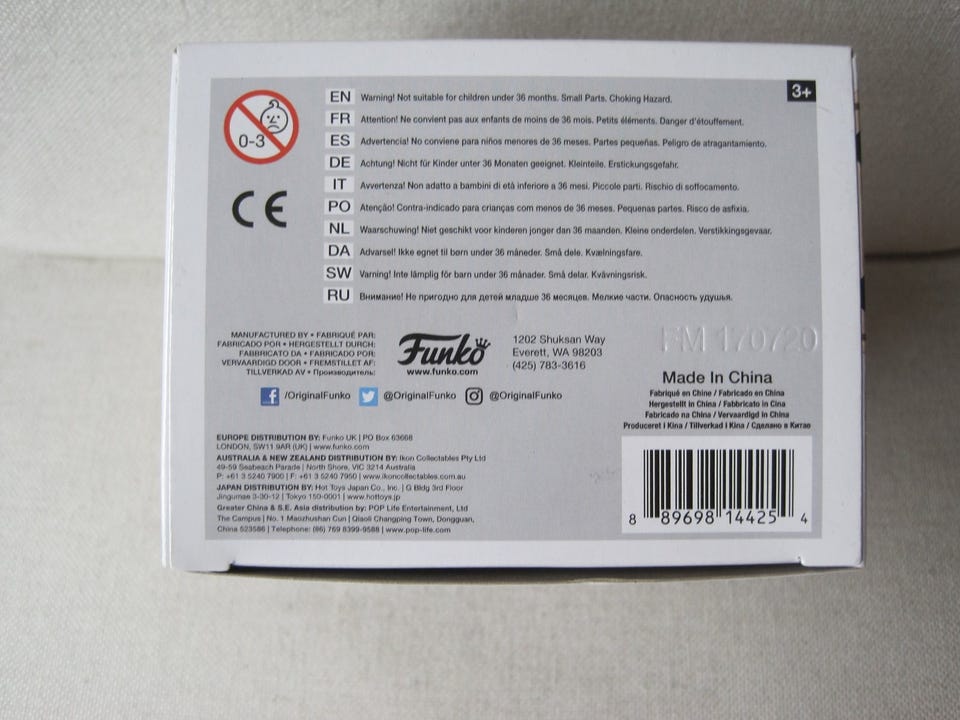 3+
0-3
CE
EN Warning! Not suitable for children under 36 months. Small Parts. Choking Hazard.
FR Attention! Ne convient pas aux enfants de moins de 36 mois. Petits éléments. Danger d'étouffement.
ES Advertencia! No conviene para niños menores de 36 meses. Partes pequeñas. Peligro de atragantamiento.
DE Achtung! Nicht für Kinder unter 36 Monaten geeignet. Kleinteile. Erstickungsgefahr.
IT Avvertenza! Non adatto a bambini di età inferiore a 36 mesi. Piccole parti. Rischio di soffocamento.
PO Atenção! Contra-indicado para crianças com menos de 36 meses. Pequenas partes. Risco de asfixia.
NL Waarschuwing! Niet geschikt voor kinderen jonger dan 36 maanden. Kleine onderdelen. Verstikkingsgevaar.
DA Advarsel! Ikke egnet til børn under 36 måneder. Små dele. Kvælningsfare.
SW Varning! Inte lämplig för barn under 36 månader. Små delar. Kvävningsrisk.
RU Внимание! Не пригодно для детей младше 36 месяцев. Мелкие части. Опасность удушья.
MANUFACTURED BY • FABRIQUÉ PAR:
FABRICADO POR • HERGESTELLT DURCH:
FABBRICATO DA • FABRICADO POR:
VERVAARDIGD DOOR • FREMSTILLET AF:
TILLVERKAD AV • Производитель:
Funko
www.funko.com
1202 Shuksan Way
Everett, WA 98203
(425) 783-3616
/OriginalFunko @OriginalFunko @OriginalFunko
FM 170720
Made In China
Fabriqué en Chine / Fabricado en China
Hergestellt in China / Fabbricato in Cina
Fabricado na China / Vervaardigd in China
Produceret i Kina / Tillverkad i Kina / Сделано в Китае
EUROPE DISTRIBUTION BY: Funko UK | PO Box 63668
LONDON, SW11 9AR (UK) | www.funko.com
AUSTRALIA & NEW ZEALAND DISTRIBUTION BY: Ikon Collectables Pty Ltd
49-59 Seabeach Parade | North Shore, VIC 3214 Australia
P: +61 3 5240 7900 | F: +61 3 5240 7950 | www.ikoncollectables.com.au
JAPAN DISTRIBUTION BY: Hot Toys Japan Co., Inc. | G Bldg 3rd Floor
Jingumae 3-30-12 | Tokyo 150-0001 | www.hottoys.jp
Greater China & S.E. Asia distribution by: POP Life Entertainment, Ltd
The Campus | No. 1 Maozhushan Cun | Qiaoli Changping Town, Dongguan,
China 523586 | Telephone: (86) 769 8399-9588 | www.pop-life.com
8 89698 14425 4